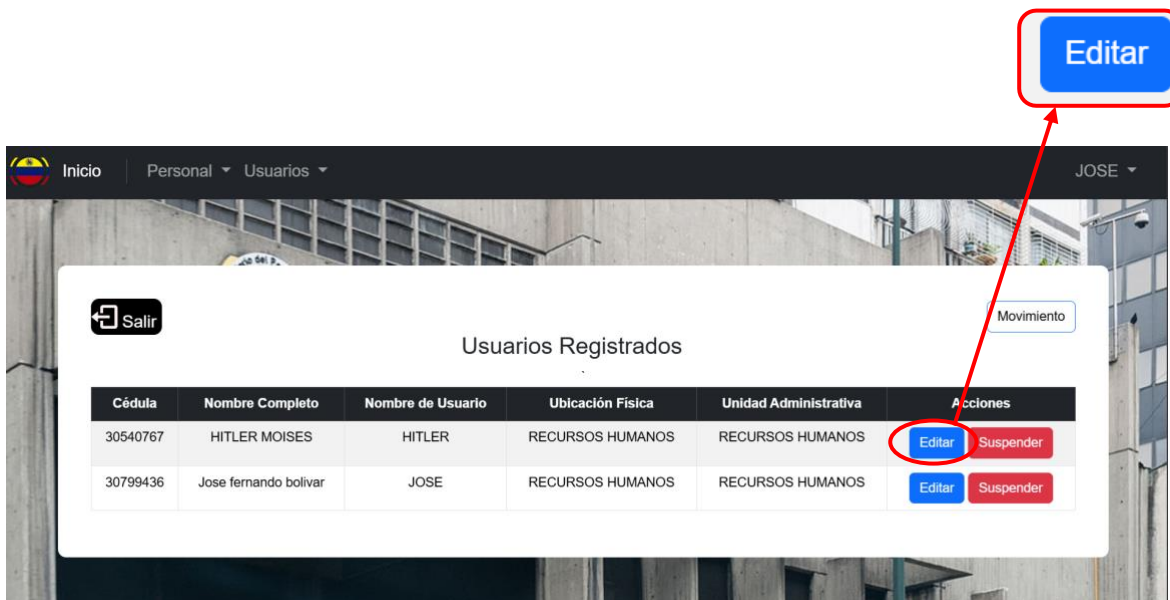 Editar
Inicio Personal Usuarios JOSE
Salir
Movimiento
Usuarios Registrados
Cédula Nombre Completo Nombre de Usuario Ubicación Física Unidad Administrativa Acciones
30540767 HITLER MOISES HITLER RECURSOS HUMANOS RECURSOS HUMANOS Editar Suspender
30799436 Jose fernando bolivar JOSE RECURSOS HUMANOS RECURSOS HUMANOS Editar Suspender